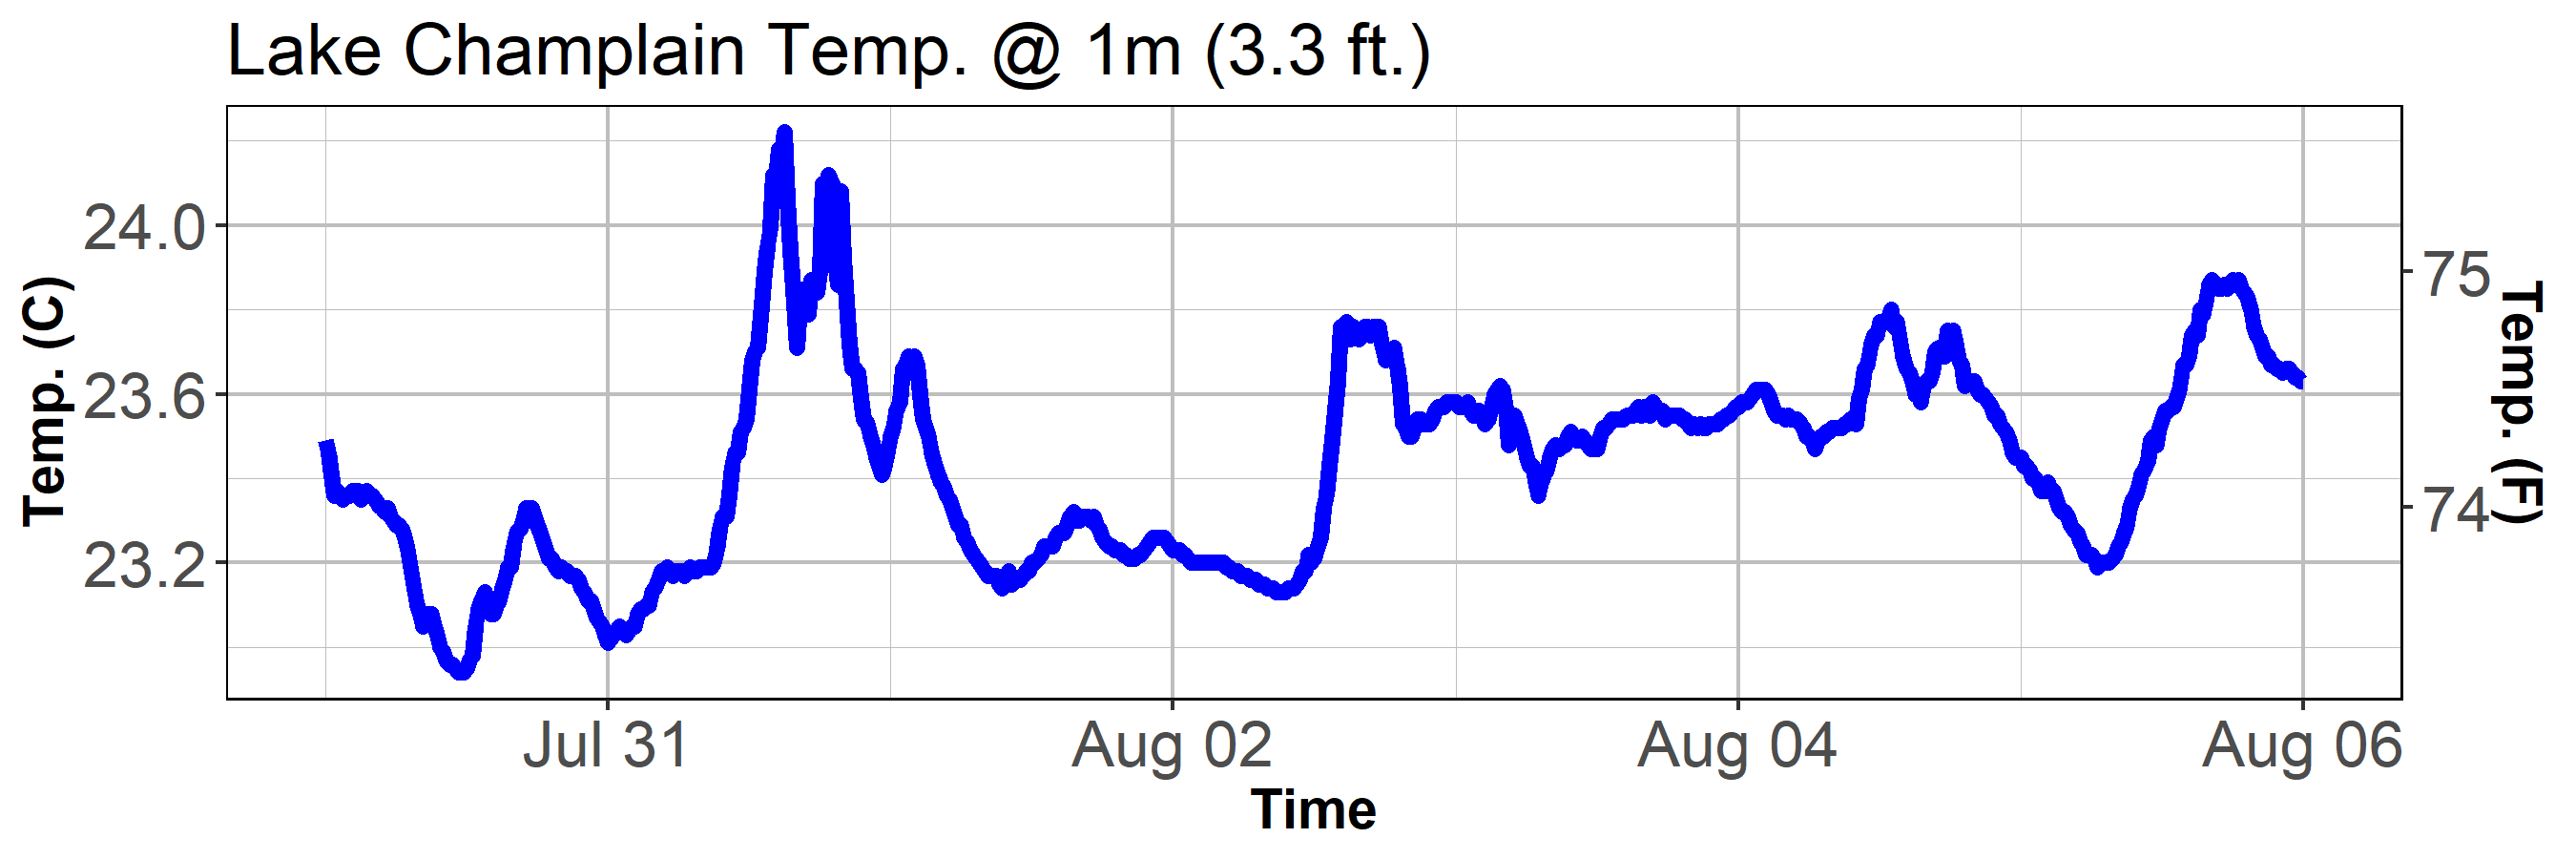 Lake Champlain Temp. @ 1m (3.3 ft.)
Temp. (C)
24.0
23.6
23.2
75
74
Temp. (F)
Jul 31
Aug 02
Aug 04
Aug 06
Time